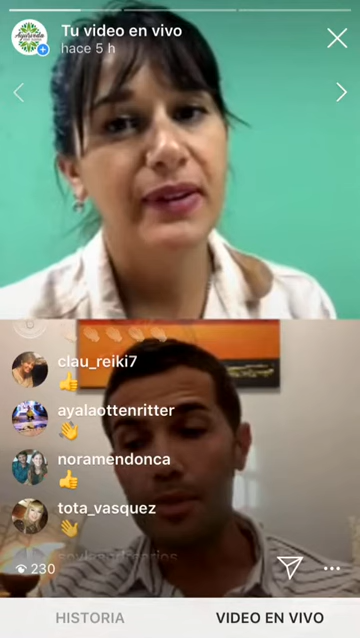 Tu video en vivo
hace 5 h
clau_reiki7
👍
ayalaottenritter
👋
noramendonca
👍
tota_vasquez
👋
230
HISTORIA
VIDEO EN VIVO